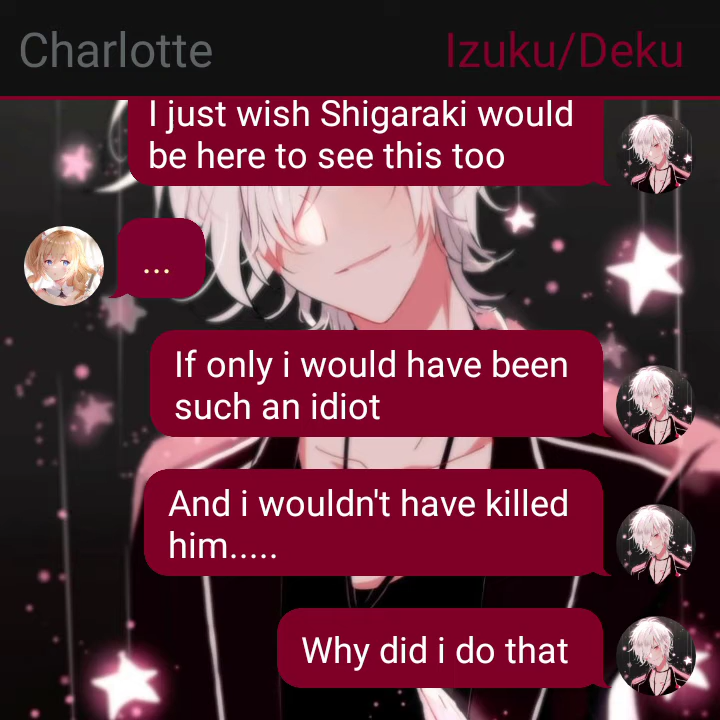 Charlotte
Izuku/Deku
I just wish Shigaraki would
be here to see this too
...
If only i would have been
such an idiot
And i wouldn't have killed
him.....
Why did i do that